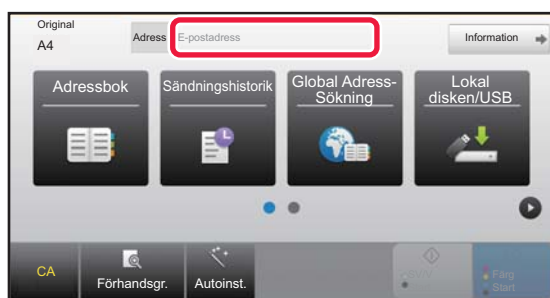 Original
A4
Adress
E-postadress
Information
Adressbok
Sändningshistorik
Global Adress-
Sökning
Lokal
disken/USB
CA
Förhandsgr.
Autoinst.
Färg
Start